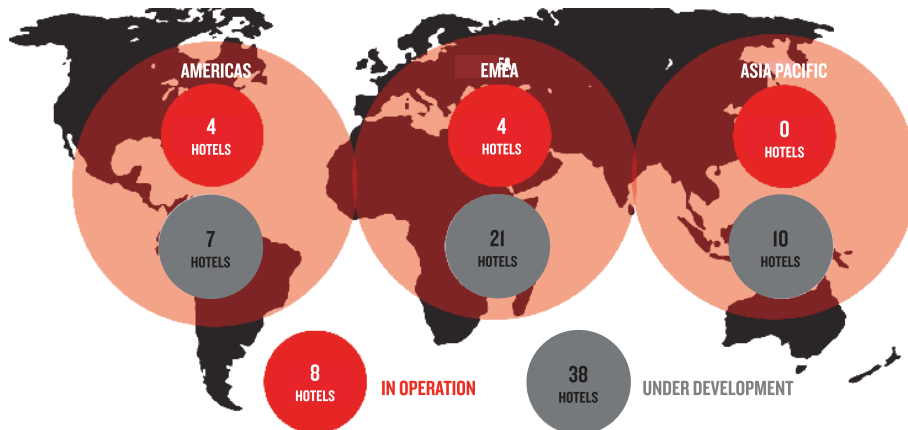 AMERICAS
EMEA
ASIA PACIFIC
4
HOTELS
4
HOTELS
0
HOTELS
7
HOTELS
21
HOTELS
10
HOTELS
8
HOTELS
IN OPERATION
38
HOTELS
UNDER DEVELOPMENT